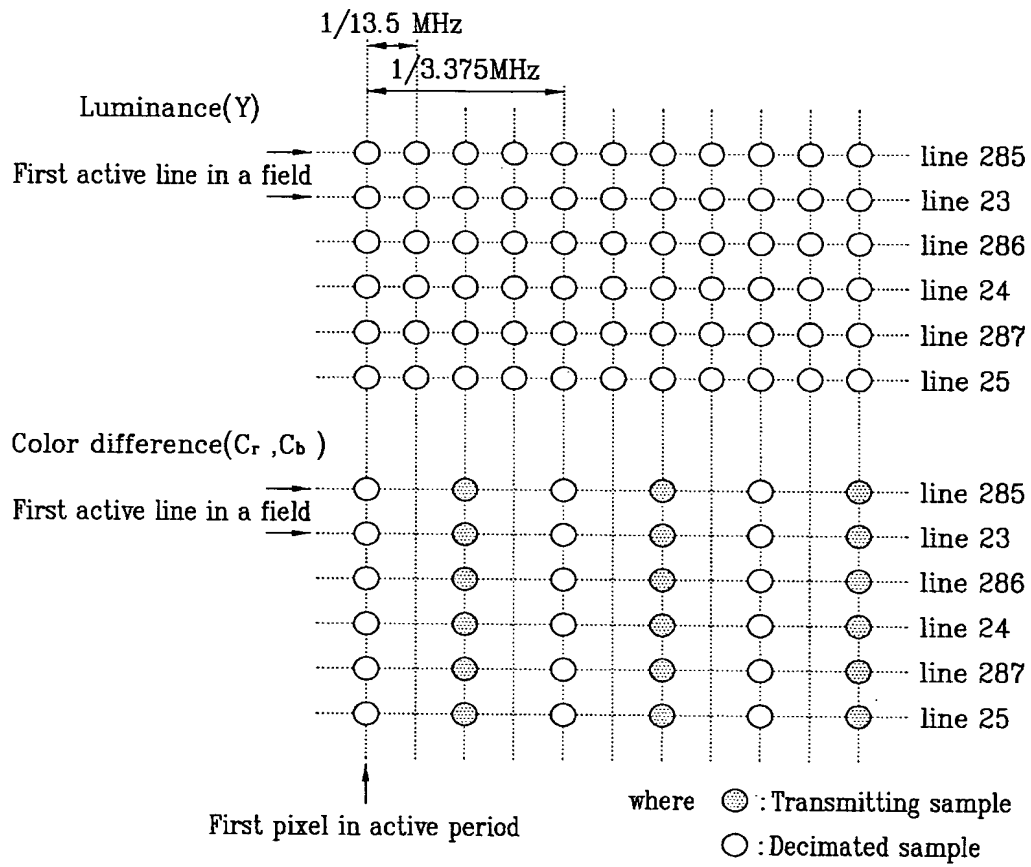 1/13.5 MHz
1/3.375MHz
Luminance(Y)
line 285
First active line in a field
line 23
line 286
line 24
line 287
line 25
Color difference(Cr ,Cb )
line 285
First active line in a field
line 23
line 286
line 24
line 287
line 25
where : Transmitting sample
First pixel in active period
: Decimated sample